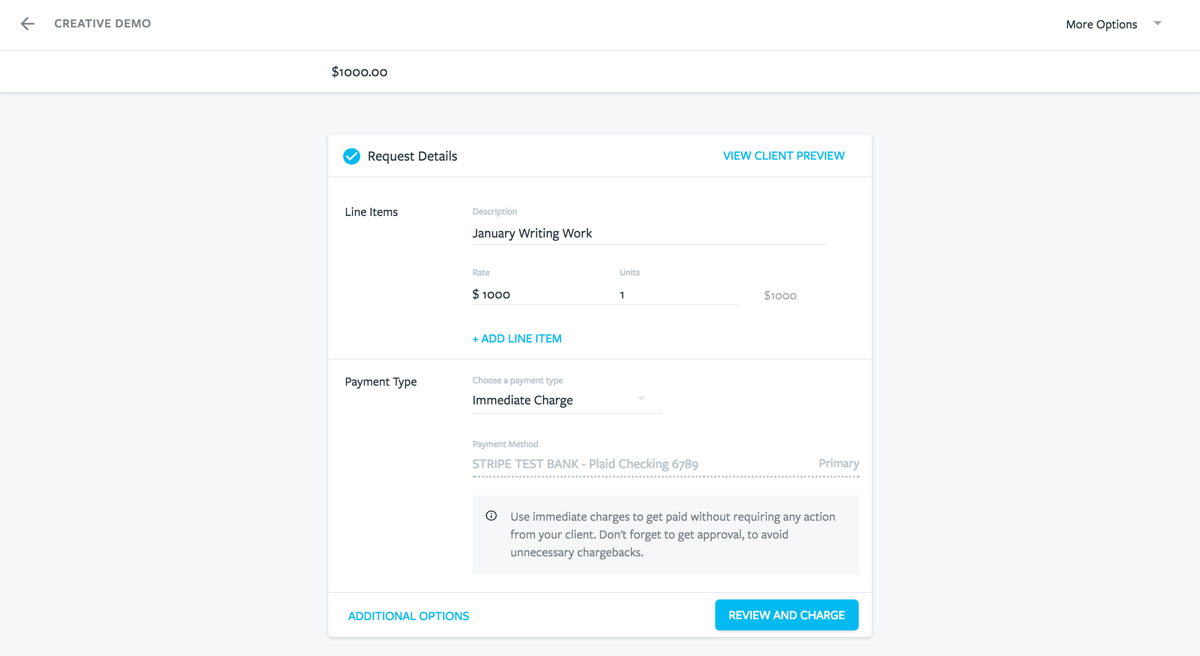 CREATIVE DEMO
More Options
$1000.00
Request Details
VIEW CLIENT PREVIEW
Line Items
Description
January Writing Work
Rate
Units
$ 1000
1
$1000
+ ADD LINE ITEM
Payment Type
Choose a payment type
Immediate Charge
Payment Method
STRIPE TEST BANK - Plaid Checking 6789
Primary
Use immediate charges to get paid without requiring any action
from your client. Don't forget to get approval, to avoid
unnecessary chargebacks.
ADDITIONAL OPTIONS
REVIEW AND CHARGE